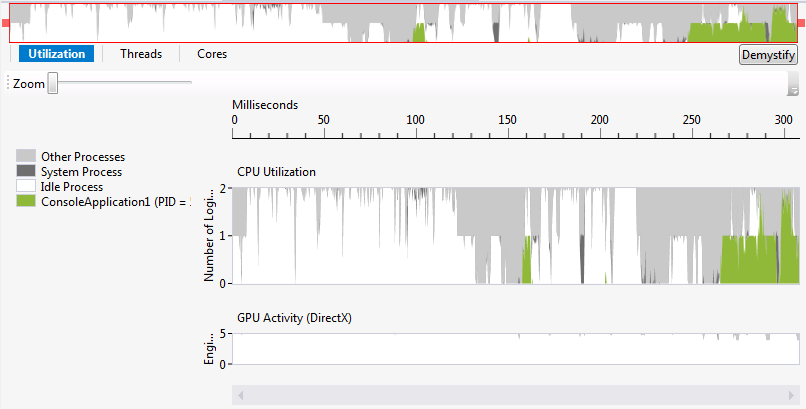 Utilization Threads Cores Demystify
Zoom
Milliseconds
0 50 100 150 200 250 300
Other Processes
System Process
Idle Process
ConsoleApplication1 (PID =
CPU Utilization
Number of Logi...
2
1
0
GPU Activity (DirectX)
Engi...
5
0